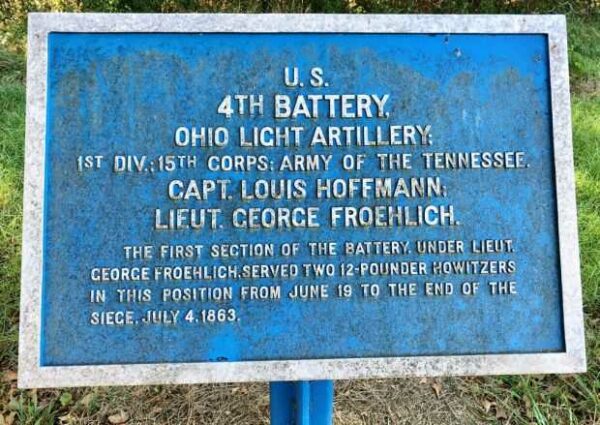 U. S.
4TH BATTERY,
OHIO LIGHT ARTILLERY;
1ST DIV.; 15TH CORPS; ARMY OF THE TENNESSEE.
CAPT. LOUIS HOFFMANN;
LIEUT. GEORGE FROEHLICH.
THE FIRST SECTION OF THE BATTERY, UNDER LIEUT.
GEORGE FROEHLICH, SERVED TWO 12-POUNDER HOWITZERS
IN THIS POSITION FROM JUNE 19 TO THE END OF THE
SIEGE, JULY 4, 1863.